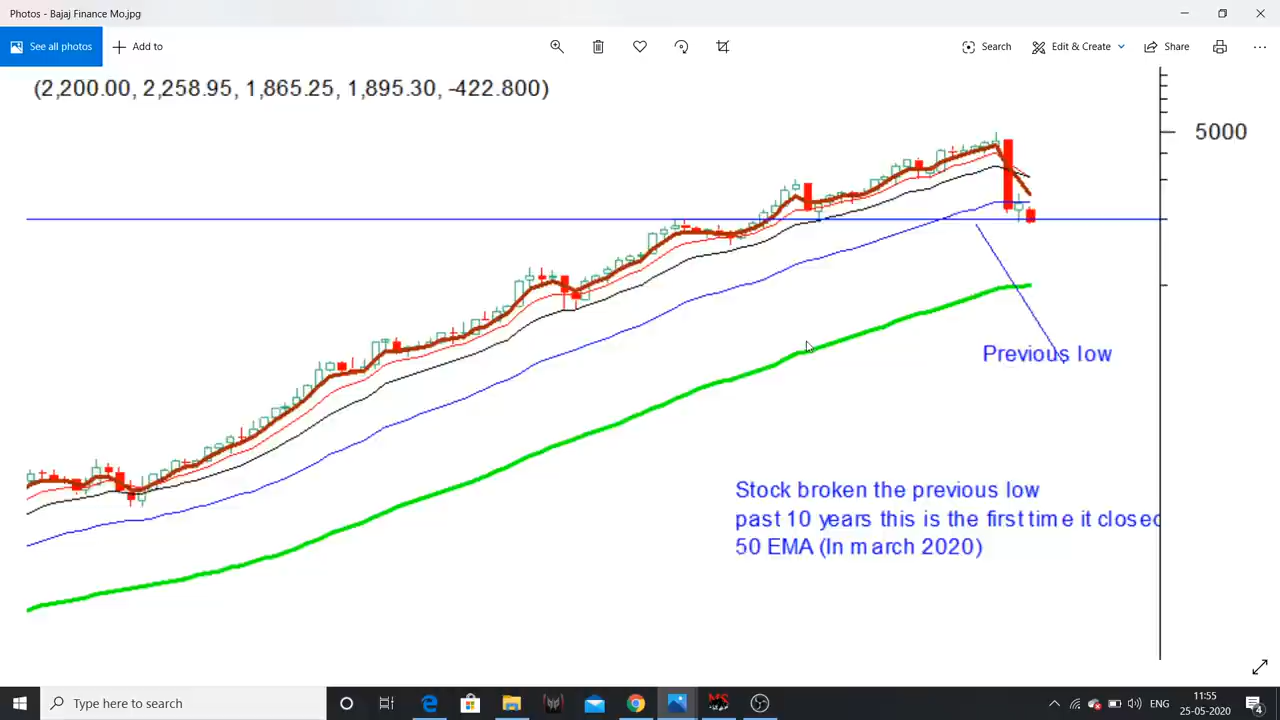 Photos - Bajaj Finance Mo.jpg
See all photos
Add to
Search
Edit & Create
Share
(2,200.00, 2,258.95, 1,865.25, 1,895.30, -422.800)
5000
Previous low
Stock broken the previous low
past 10 years this is the first time it closed
50 EMA (In march 2020)
Type here to search
ENG
11:55
25-05-2020
4